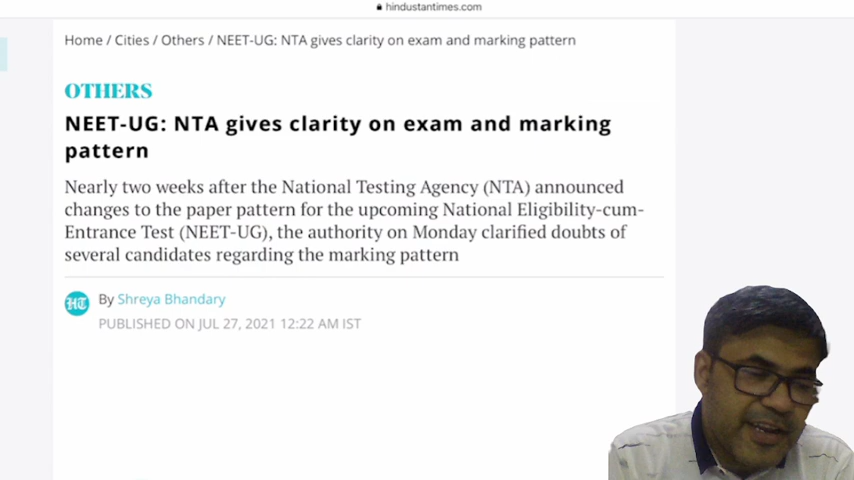 hindustantimes.com
Home / Cities / Others / NEET-UG: NTA gives clarity on exam and marking pattern
OTHERS
NEET-UG: NTA gives clarity on exam and marking
pattern
Nearly two weeks after the National Testing Agency (NTA) announced
changes to the paper pattern for the upcoming National Eligibility-cum-
Entrance Test (NEET-UG), the authority on Monday clarified doubts of
several candidates regarding the marking pattern
HT
By Shreya Bhandary
PUBLISHED ON JUL 27, 2021 12:22 AM IST